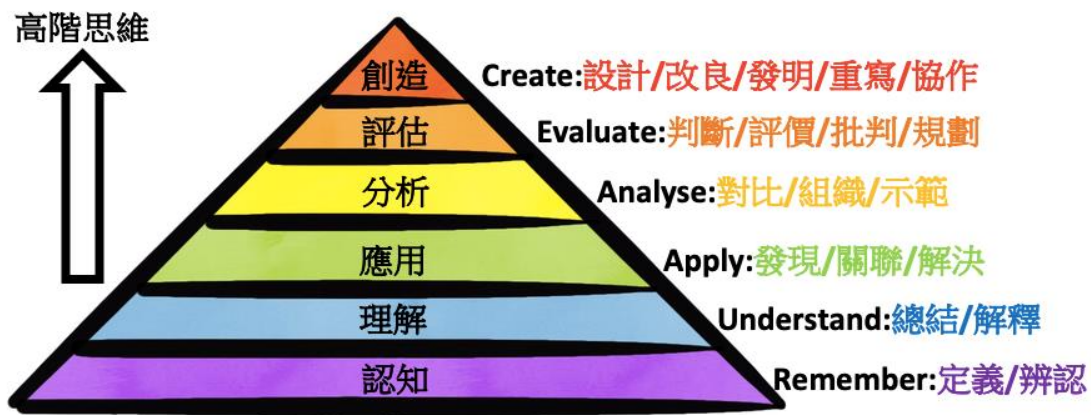 高階思維
創造 Create:設計/改良/發明/重寫/協作
評估 Evaluate:判斷/評價/批判/規劃
分析 Analyse:對比/組織/示範
應用 Apply:發現/關聯/解決
理解 Understand:總結/解釋
認知 Remember:定義/辨認